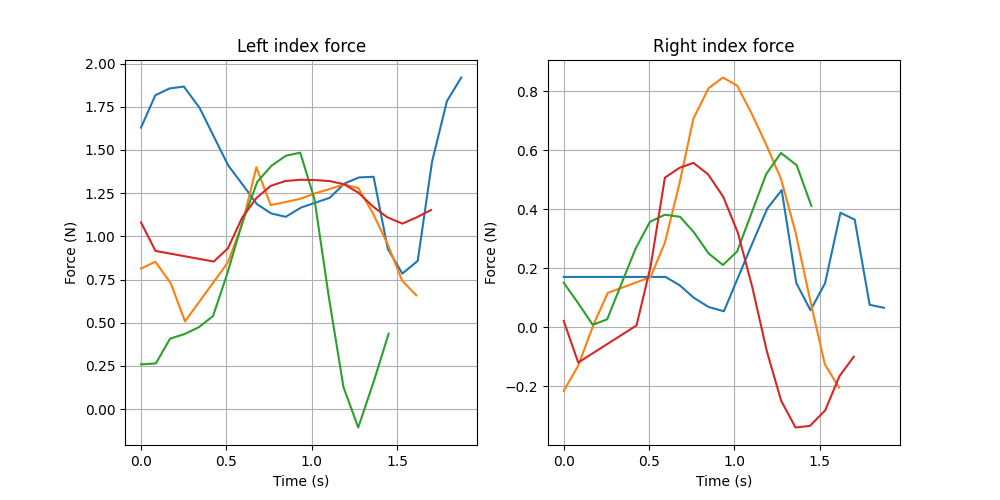 Left index force
Force (N)
2.00
1.75
1.50
1.25
1.00
0.75
0.50
0.25
0.00
0.0 0.5 1.0 1.5
Time (s)
Right index force
Force (N)
0.8
0.6
0.4
0.2
0.0
−0.2
0.0 0.5 1.0 1.5
Time (s)